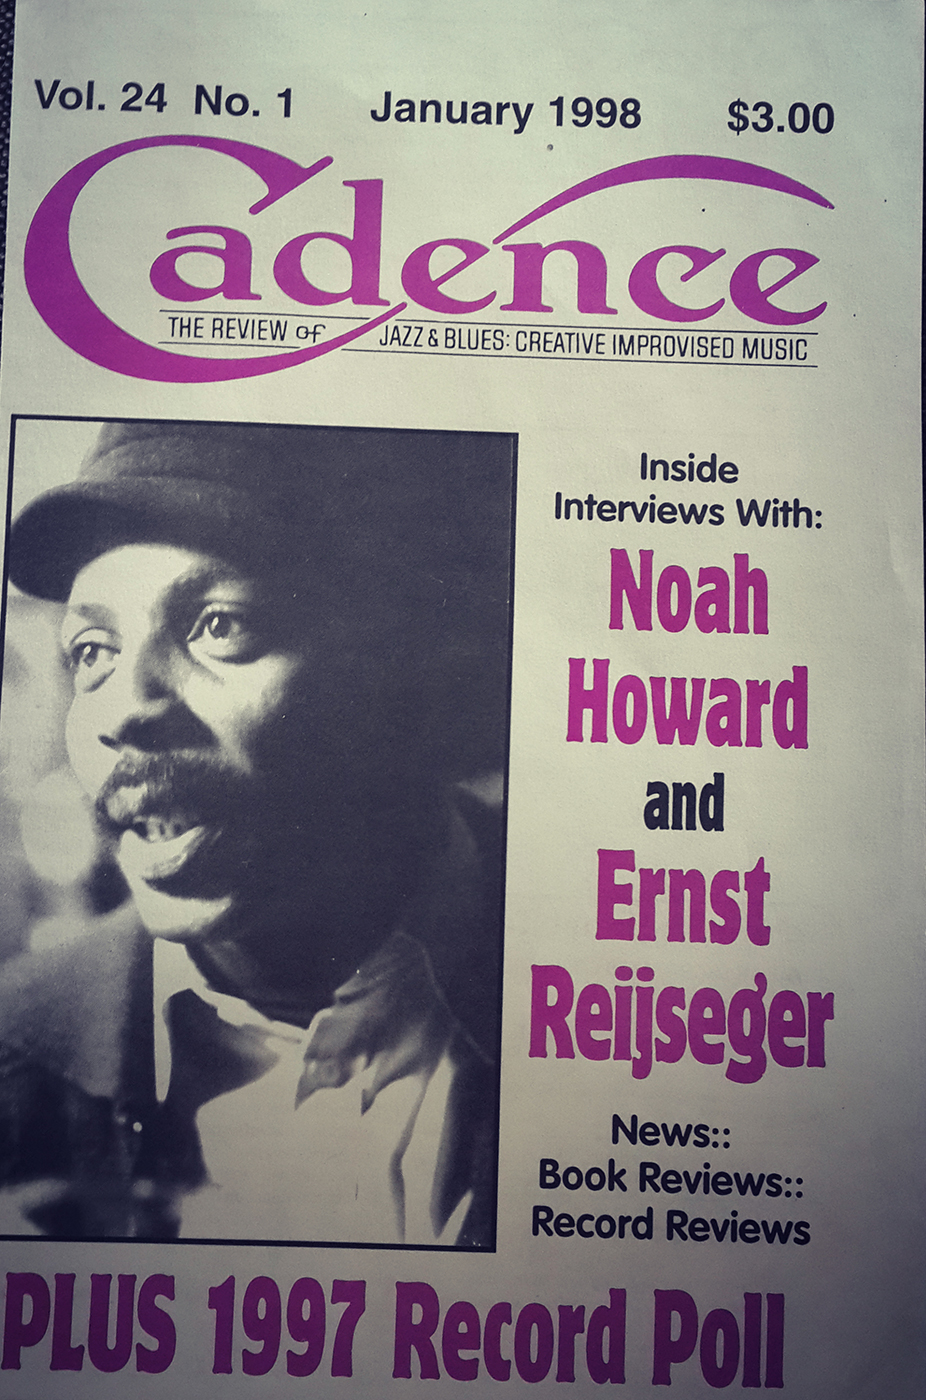 Vol. 24 No. 1 January 1998 $3.00
Cadence
THE REVIEW of JAZZ & BLUES: CREATIVE IMPROVISED MUSIC
Inside
Interviews With:
Noah
Howard
and
Ernst
Reijseger
News::
Book Reviews::
Record Reviews
PLUS 1997 Record Poll